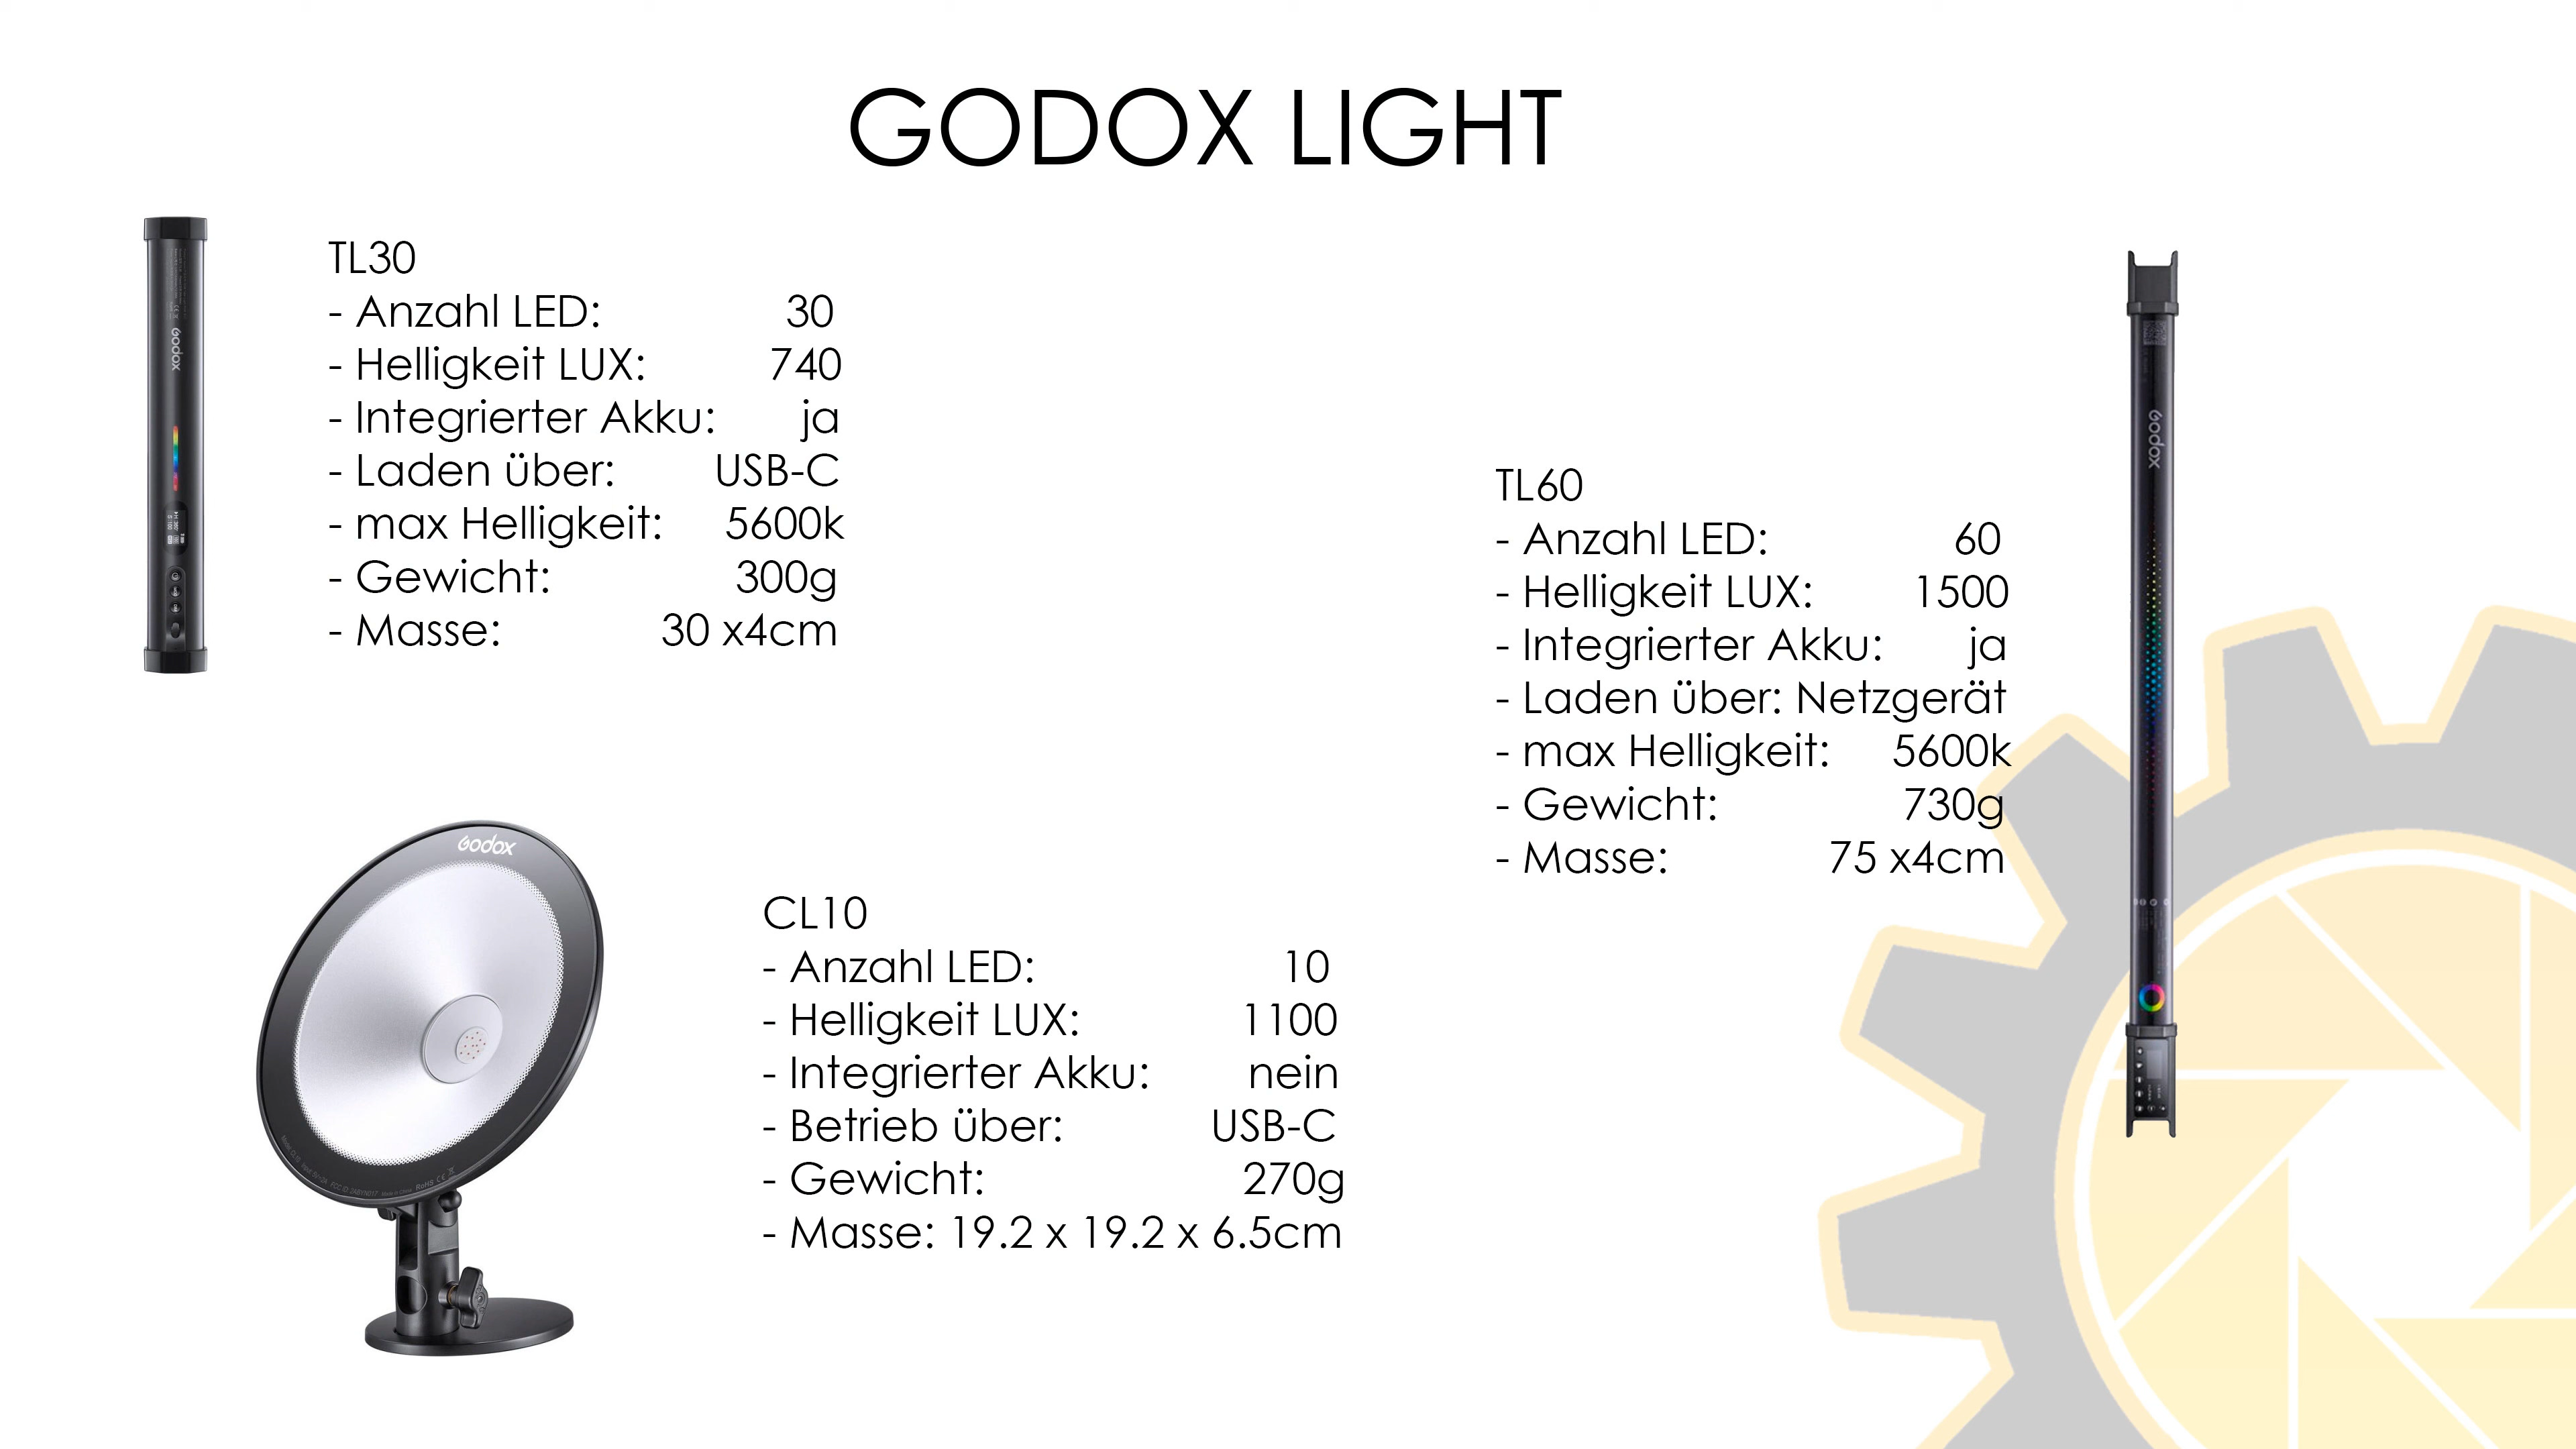 GODOX LIGHT
TL30
- Anzahl LED: 30
- Helligkeit LUX: 740
- Integrierter Akku: ja
- Laden über: USB-C
- max Helligkeit: 5600k
- Gewicht: 300g
- Masse: 30 x4cm
Godox
TL60
- Anzahl LED: 60
- Helligkeit LUX: 1500
- Integrierter Akku: ja
- Laden über: Netzgerät
- max Helligkeit: 5600k
- Gewicht: 730g
- Masse: 75 x4cm
Godox
Godox
CL10
- Anzahl LED: 10
- Helligkeit LUX: 1100
- Integrierter Akku: nein
- Betrieb über: USB-C
- Gewicht: 270g
- Masse: 19.2 x 19.2 x 6.5cm